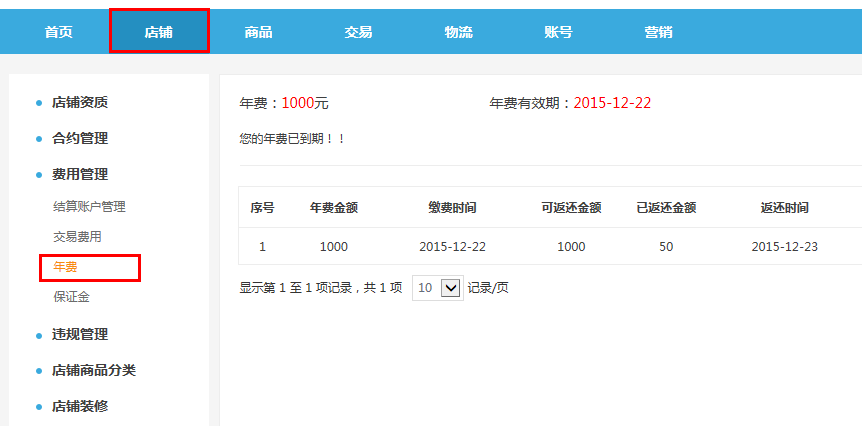 首页 店铺 商品 交易 物流 账号 营销
店铺资质
合约管理
费用管理
结算账户管理
交易费用
年费
保证金
违规管理
店铺商品分类
店铺装修
年费：1000元 年费有效期：2015-12-22
您的年费已到期！！
序号 年费金额 缴费时间 可返还金额 已返还金额 返还时间
1 1000 2015-12-22 1000 50 2015-12-23
显示第 1 至 1 项记录，共 1 项 10 记录/页